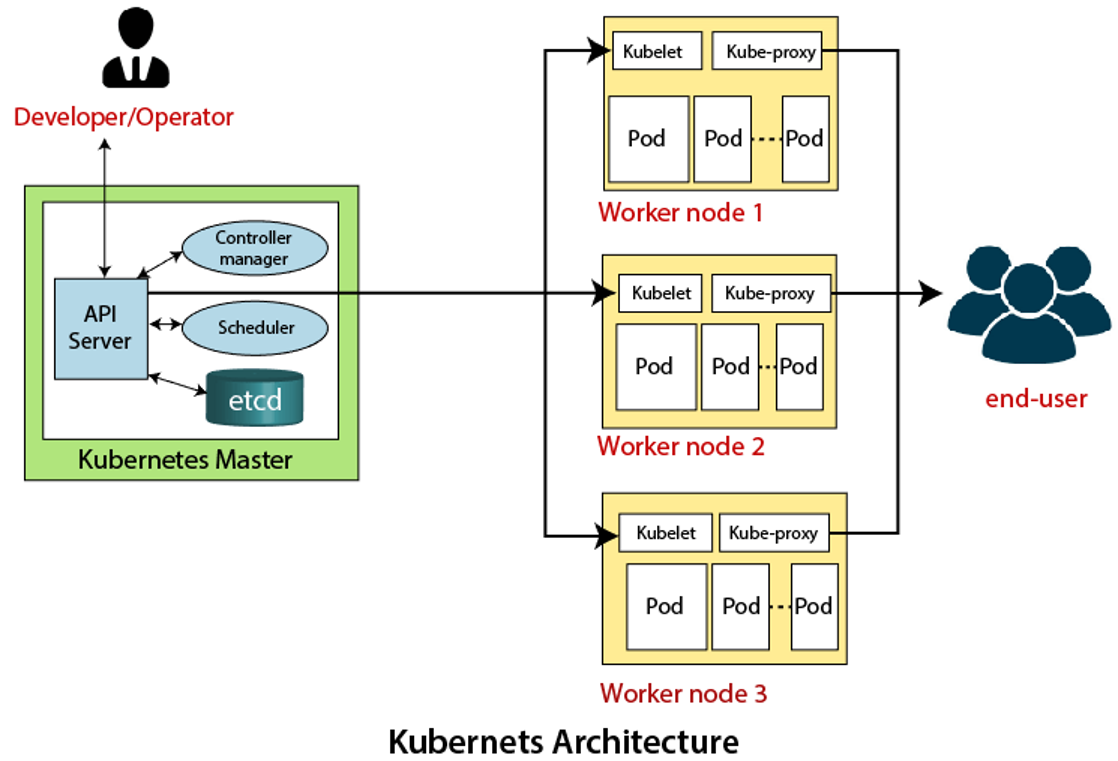 Developer/Operator
Controller
manager
API
Server
Scheduler
etcd
Kubernetes Master
Kubelet
Kube-proxy
Pod
Pod
Pod
Worker node 1
Kubelet
Kube-proxy
Pod
Pod
Pod
Worker node 2
Kubelet
Kube-proxy
Pod
Pod
Pod
Worker node 3
end-user
Kubernets Architecture